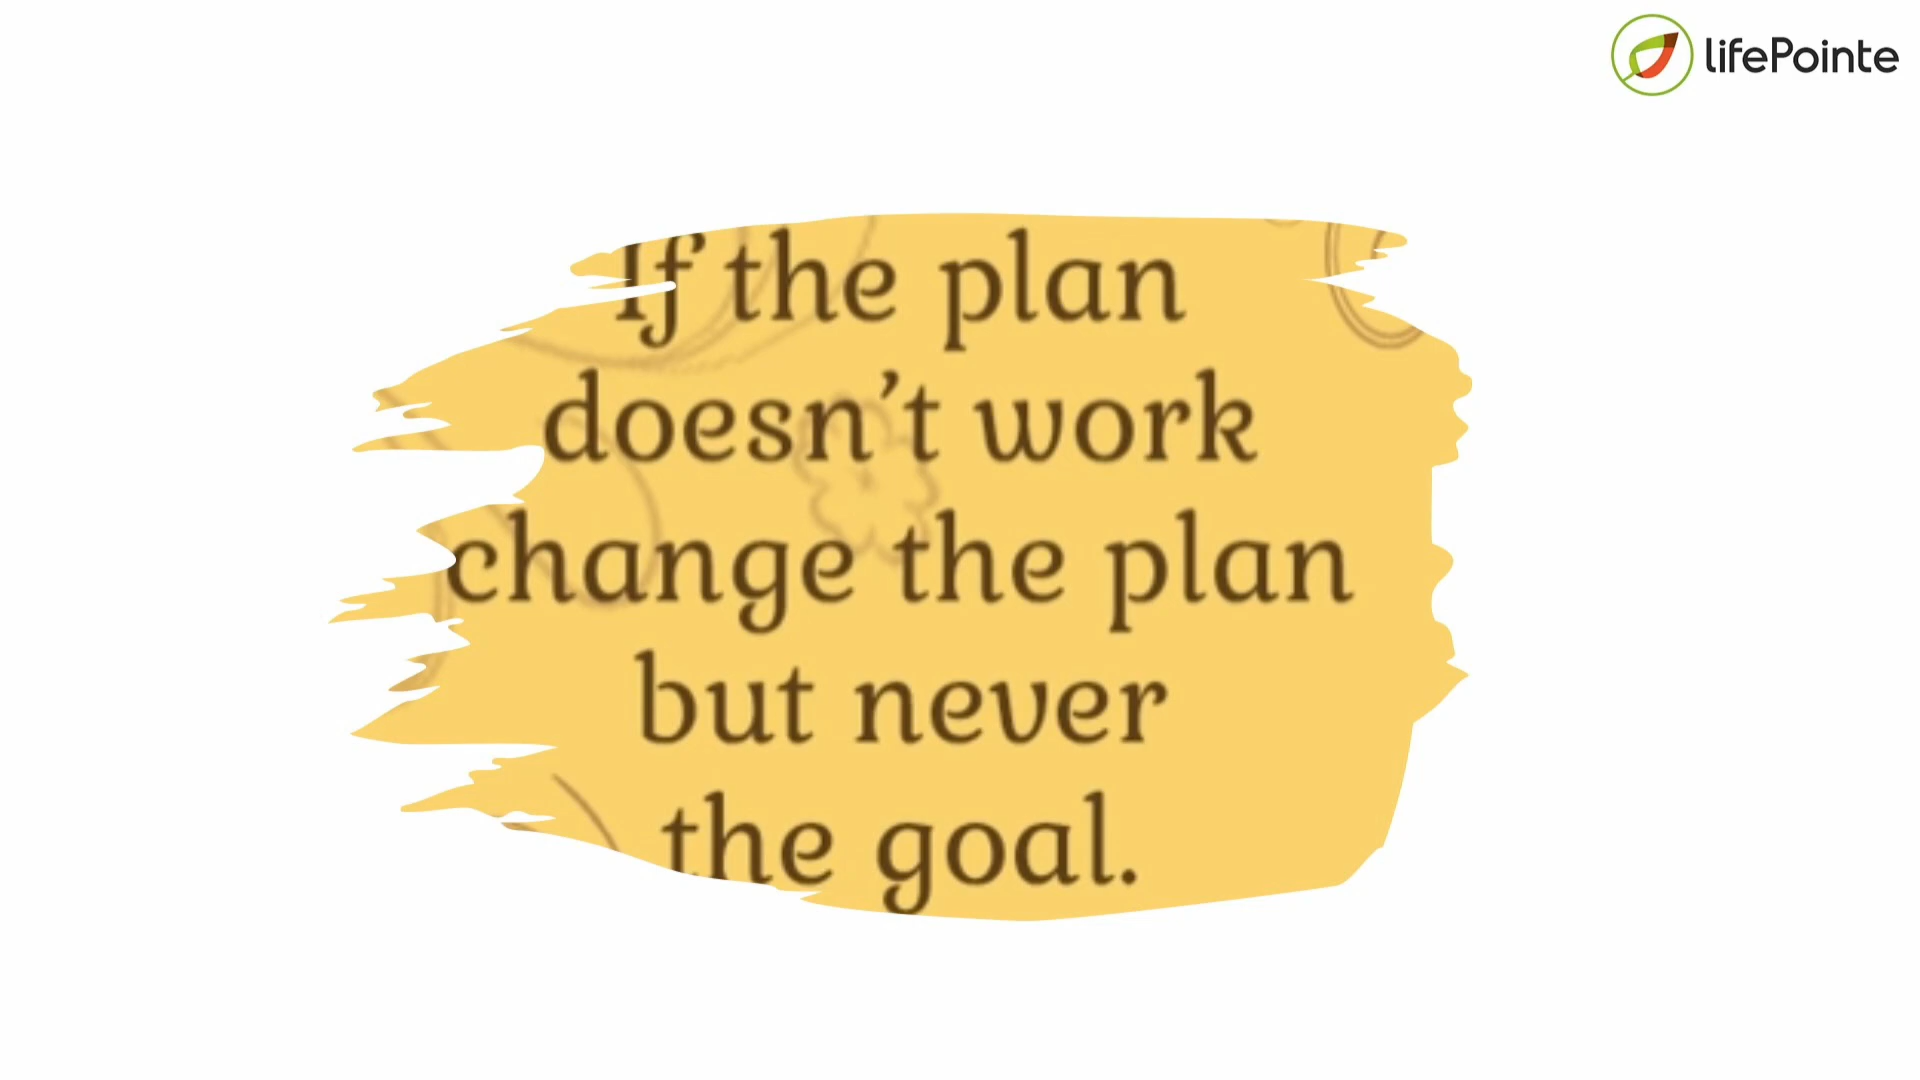 lifePointe
If the plan
doesn’t work
change the plan
but never
the goal.